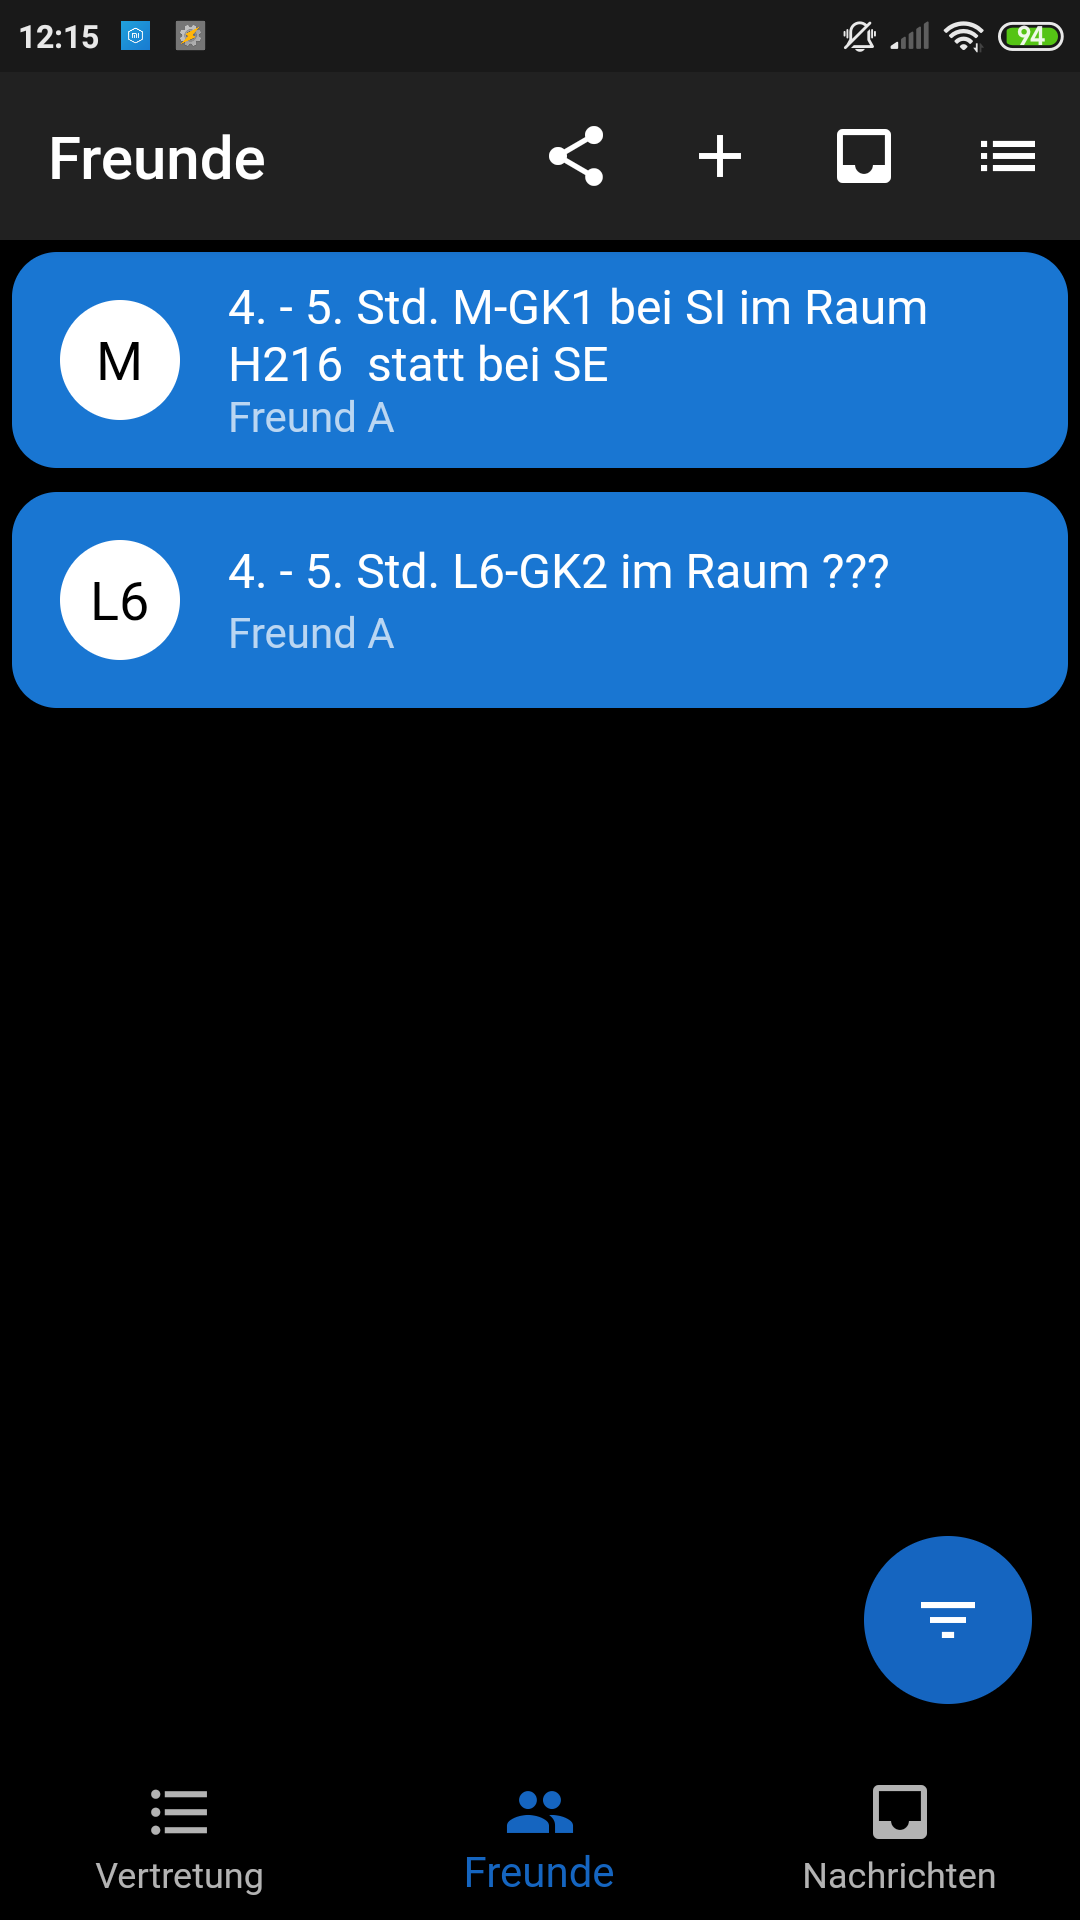 12:15
94
Freunde
M
4. - 5. Std. M-GK1 bei SI im Raum
H216  statt bei SE
Freund A
L6
4. - 5. Std. L6-GK2 im Raum ???
Freund A
Vertretung
Freunde
Nachrichten